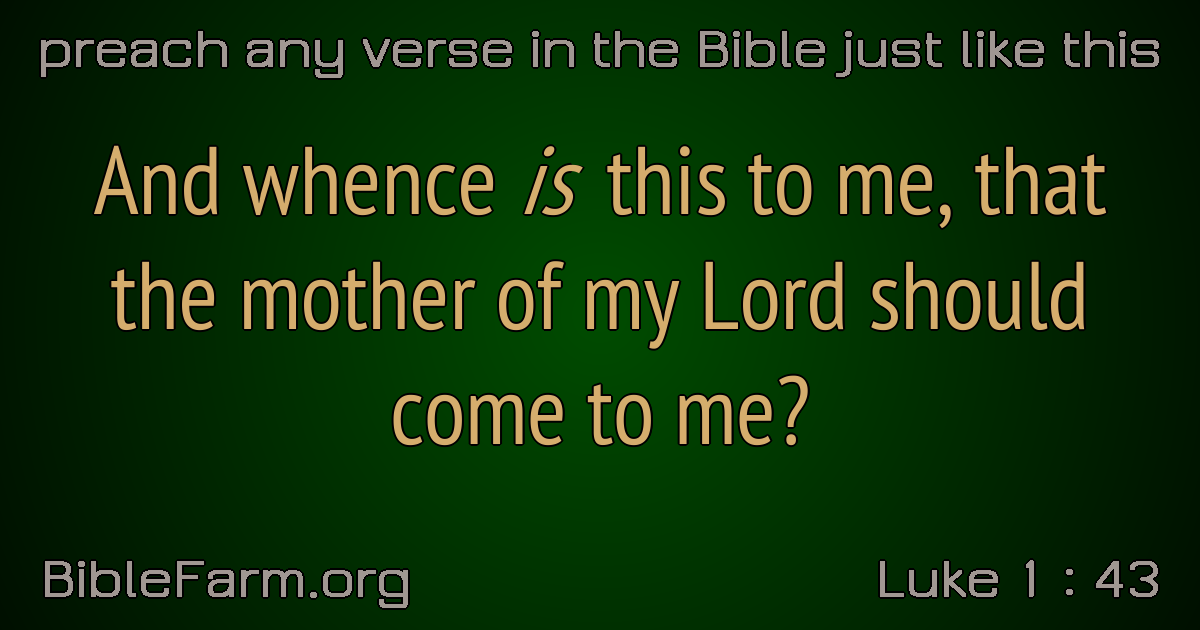 preach any verse in the Bible just like this
And whence is this to me, that
the mother of my Lord should
come to me?
BibleFarm.org
Luke 1 : 43